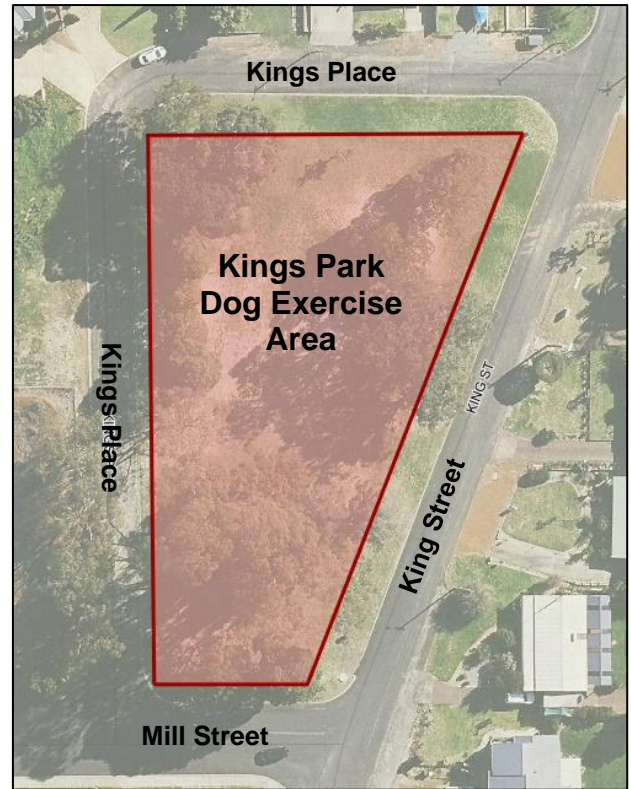 Kings Place
Kings Park
Dog Exercise
Area
Kings Place
KING ST
King Street
Mill Street